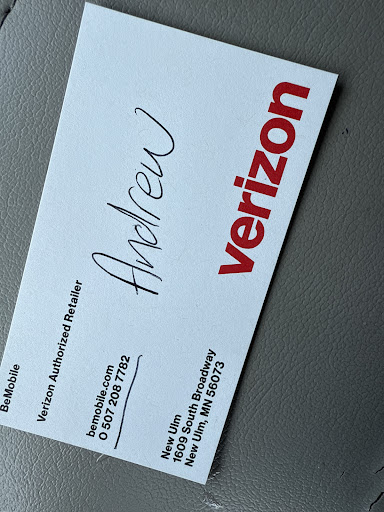 verizon
Andrew
BeMobile
Verizon Authorized Retailer
bemobile.com
O 507 208 7782
New Ulm
1609 South Broadway
New Ulm, MN 56073